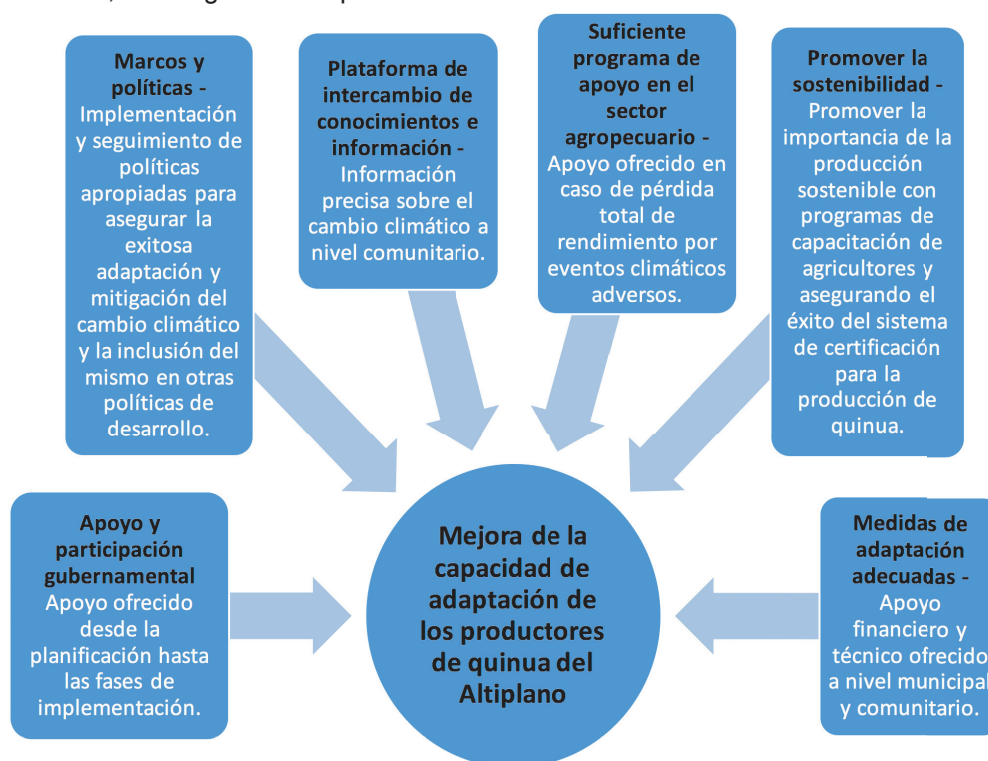 Marcos y
políticas -
Implementación
y seguimiento de
políticas
apropiadas para
asegurar la
exitosa
adaptación y
mitigación del
cambio climático
y la inclusión del
mismo en otras
políticas de
desarrollo.
Plataforma de
intercambio de
conocimientos e
información -
Información
precisa sobre el
cambio climático a
nivel comunitario.
Suficiente
programa de
apoyo en el
sector
agropecuario -
Apoyo ofrecido en
caso de pérdida
total de
rendimiento por
eventos climáticos
adversos.
Promover la
sostenibilidad -
Promover la
importancia de la
producción
sostenible con
programas de
capacitación de
agricultores y
asegurando el
éxito del sistema
de certificación
para la
producción de
quinua.
Apoyo y
participación
gubernamental
Apoyo ofrecido
desde la
planificación hasta
las fases de
implementación.
Mejora de la
capacidad de
adaptación de
los productores
de quinua del
Altiplano
Medidas de
adaptación
adecuadas -
Apoyo
financiero y
técnico ofrecido
a nivel municipal
y comunitario.